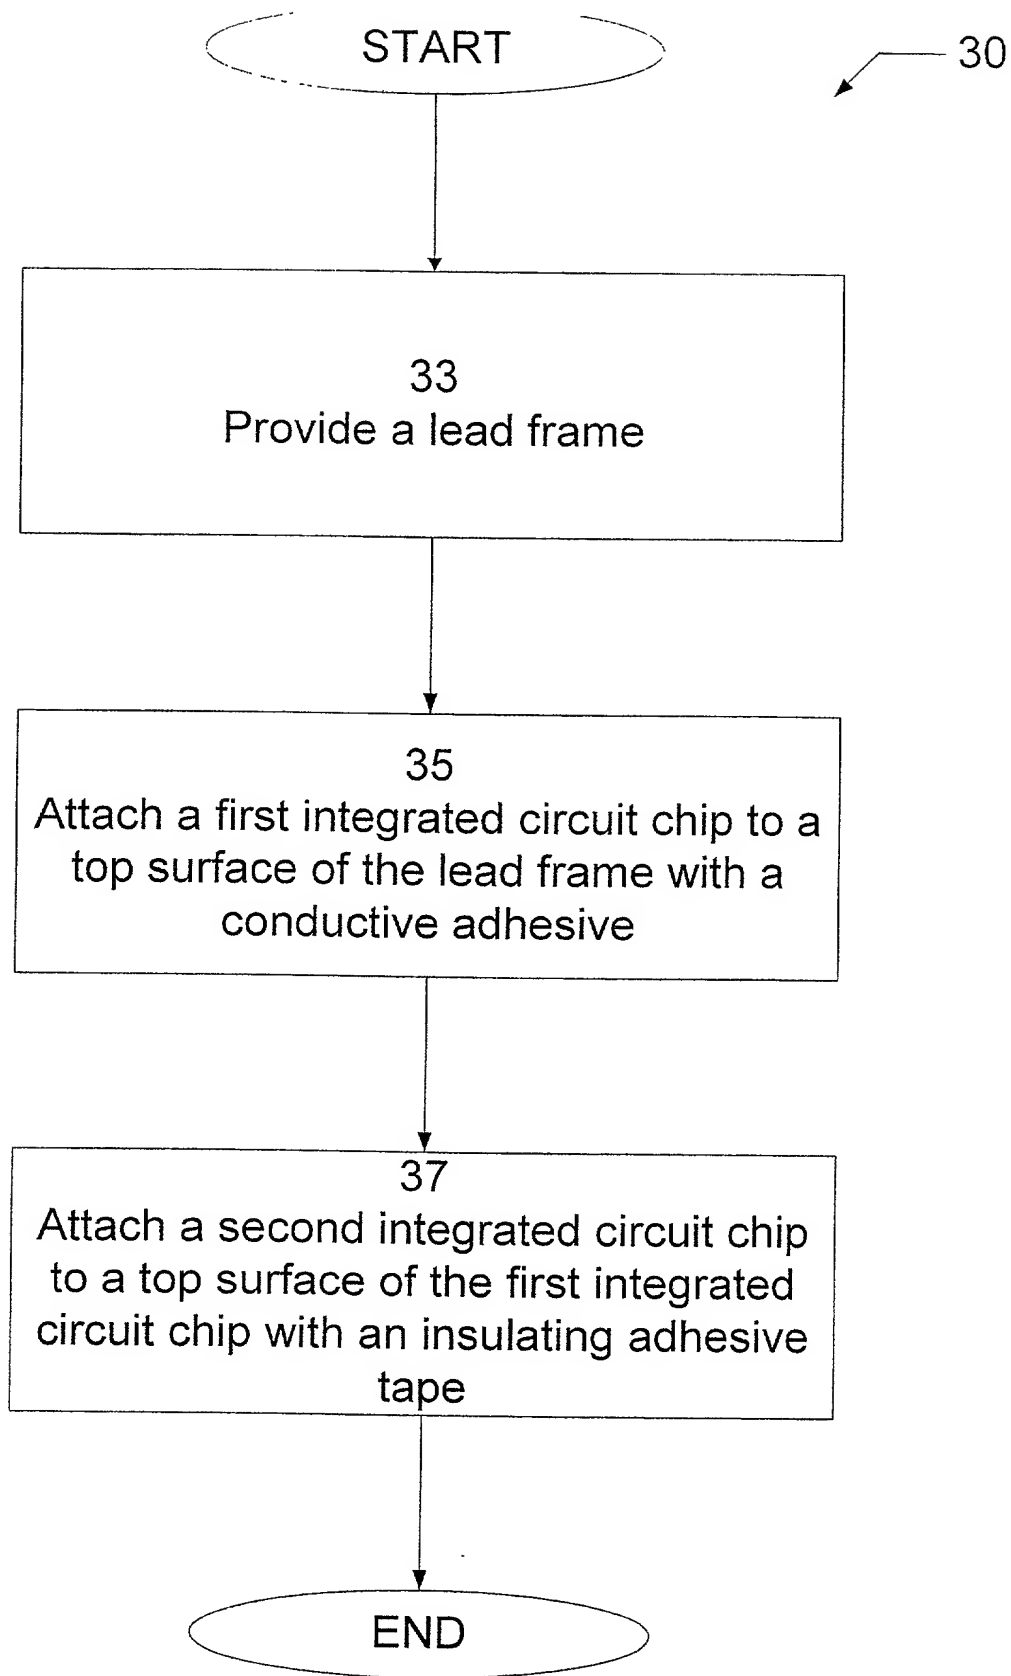 START
30
33
Provide a lead frame
35
Attach a first integrated circuit chip to a
top surface of the lead frame with a
conductive adhesive
37
Attach a second integrated circuit chip
to a top surface of the first integrated
circuit chip with an insulating adhesive
tape
END